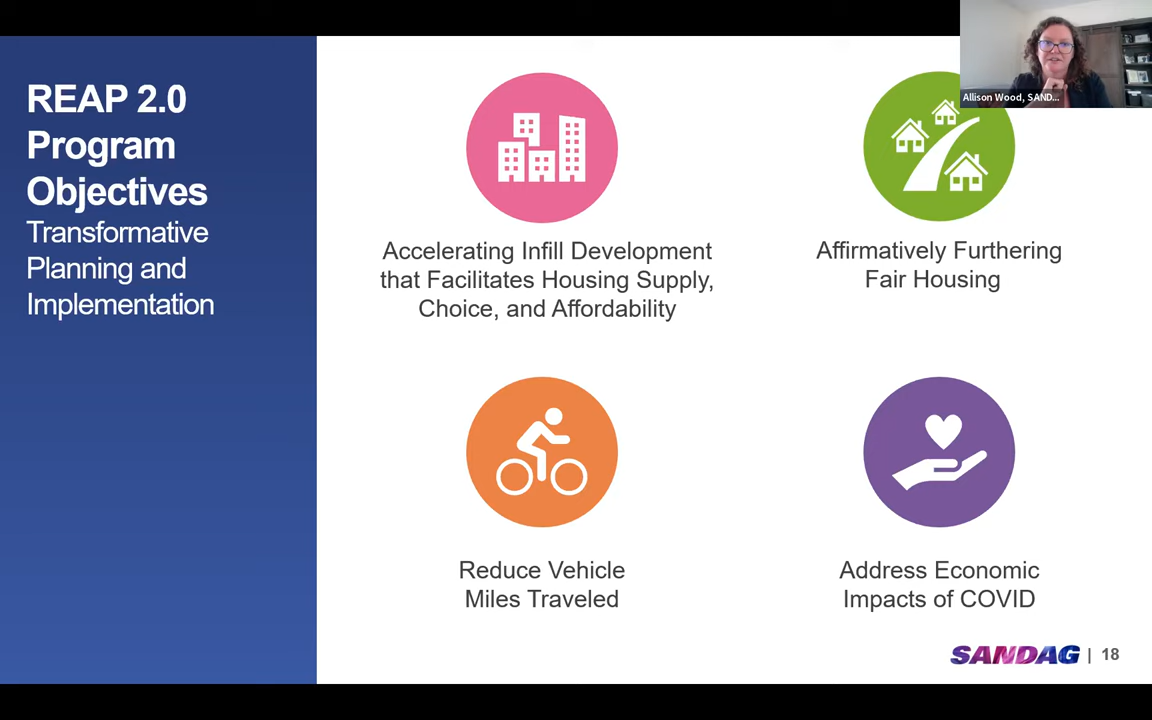 REAP 2.0
Program
Objectives
Transformative
Planning and
Implementation
Allison Wood, SAND...
Accelerating Infill Development
that Facilitates Housing Supply,
Choice, and Affordability
Affirmatively Furthering
Fair Housing
Reduce Vehicle
Miles Traveled
Address Economic
Impacts of COVID
SANDAG | 18